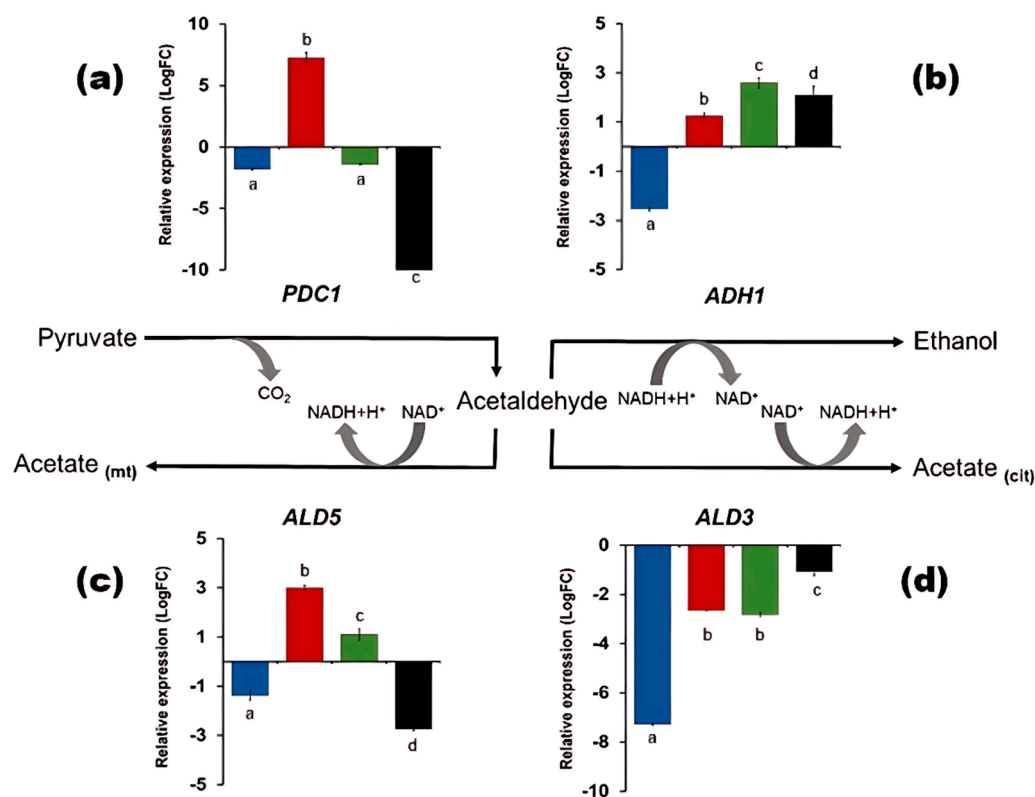 (a)
Relative expression (LogFC)
10
5
0
-5
-10
b
a
a
c
PDC1
(b)
Relative expression (LogFC)
5
3
1
-1
-3
-5
a
b
c
d
ADH1
Pyruvate
CO2
Acetaldehyde
NADH+H+
NAD+
Ethanol
NADH+H+
NAD+
NAD+
NADH+H+
Acetate (mt)
Acetate (cit)
ALD5
(c)
Relative expression (LogFC)
5
3
1
-1
-3
-5
a
b
c
d
ALD3
(d)
Relative expression (LogFC)
0
-2
-4
-6
-8
-10
a
b
b
c